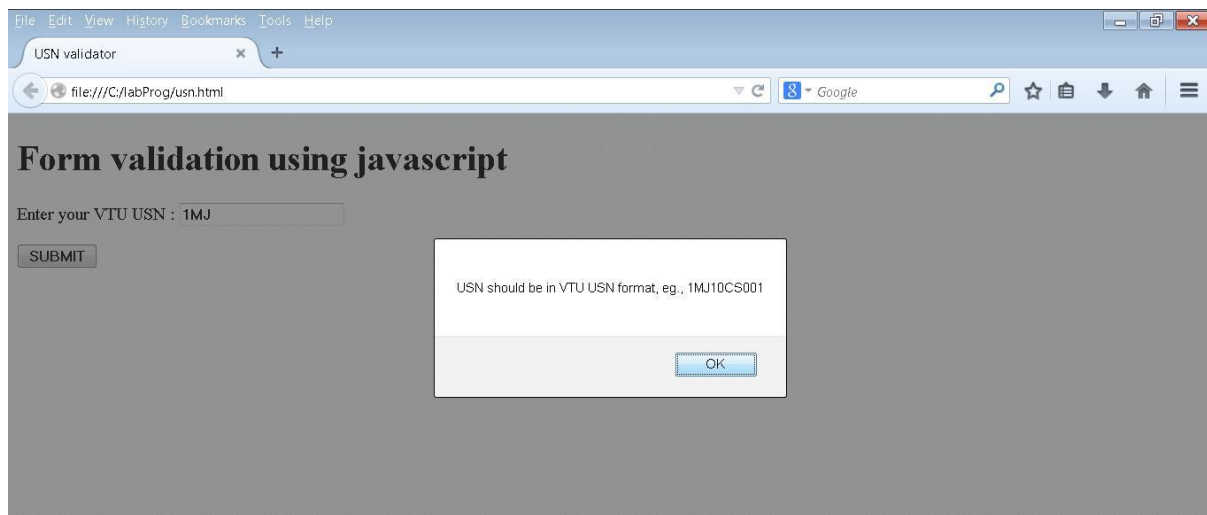 File Edit View History Bookmarks Tools Help
USN validator
file:///C:/labProg/usn.html
Google
Form validation using javascript
Enter your VTU USN : 1MJ
SUBMIT
USN should be in VTU USN format, eg., 1MJ10CS001
OK